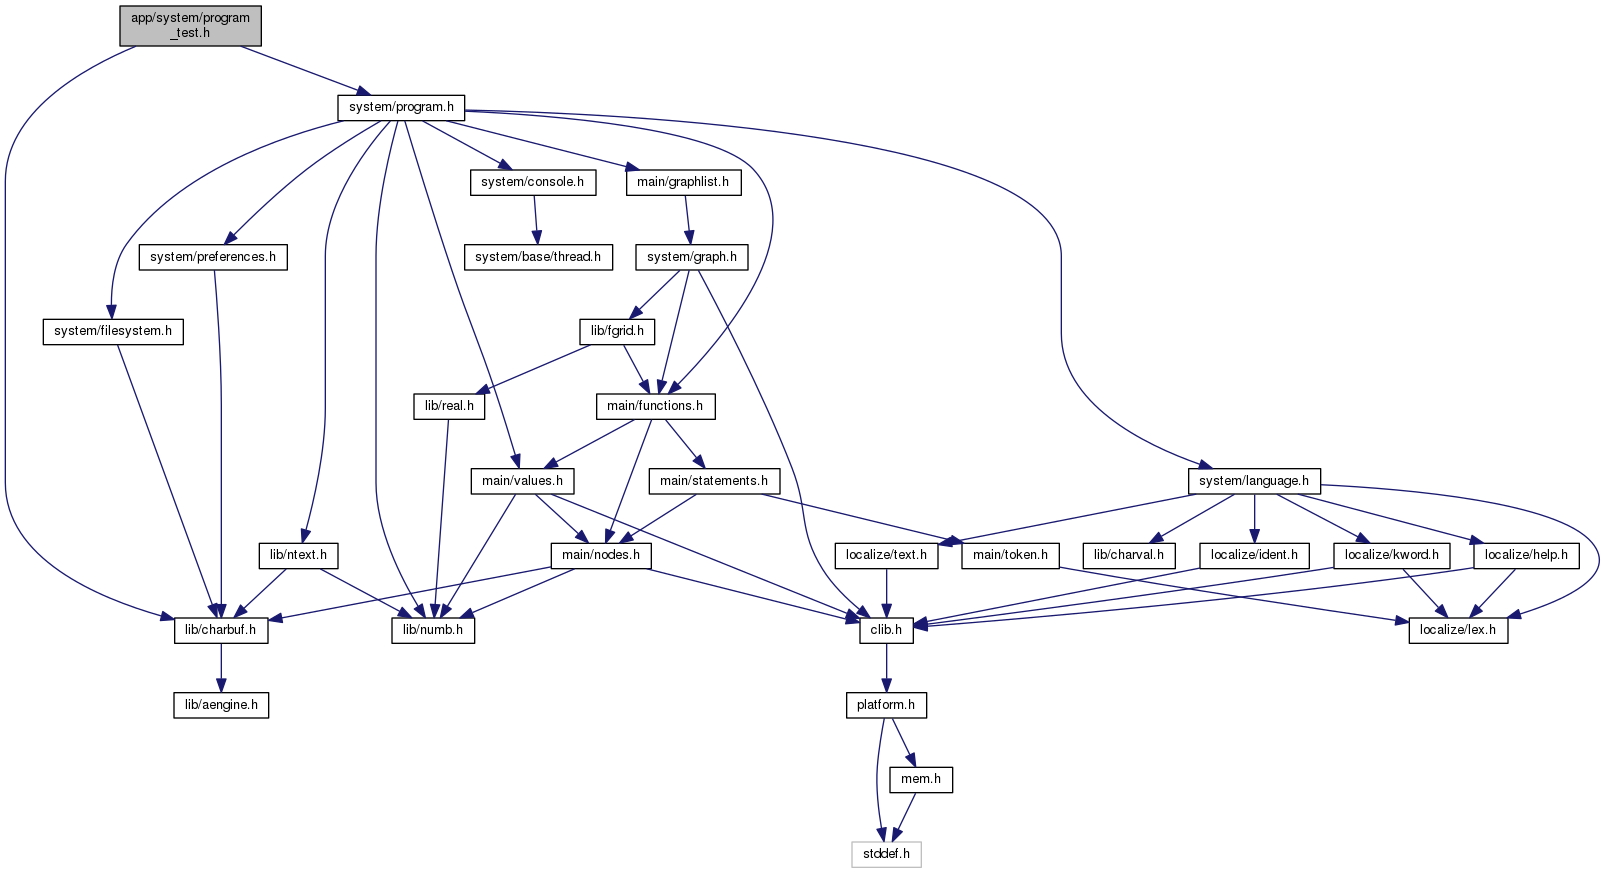 app/system/program
_test.h
system/program.h
system/console.h
main/graphlist.h
system/preferences.h
system/base/thread.h
system/graph.h
system/filesystem.h
lib/fgrid.h
lib/real.h
main/functions.h
main/values.h
main/statements.h
system/language.h
lib/ntext.h
main/nodes.h
localize/text.h
main/token.h
lib/charval.h
localize/ident.h
localize/kword.h
localize/help.h
lib/charbuf.h
lib/numb.h
clib.h
localize/lex.h
lib/aengine.h
platform.h
mem.h
stddef.h